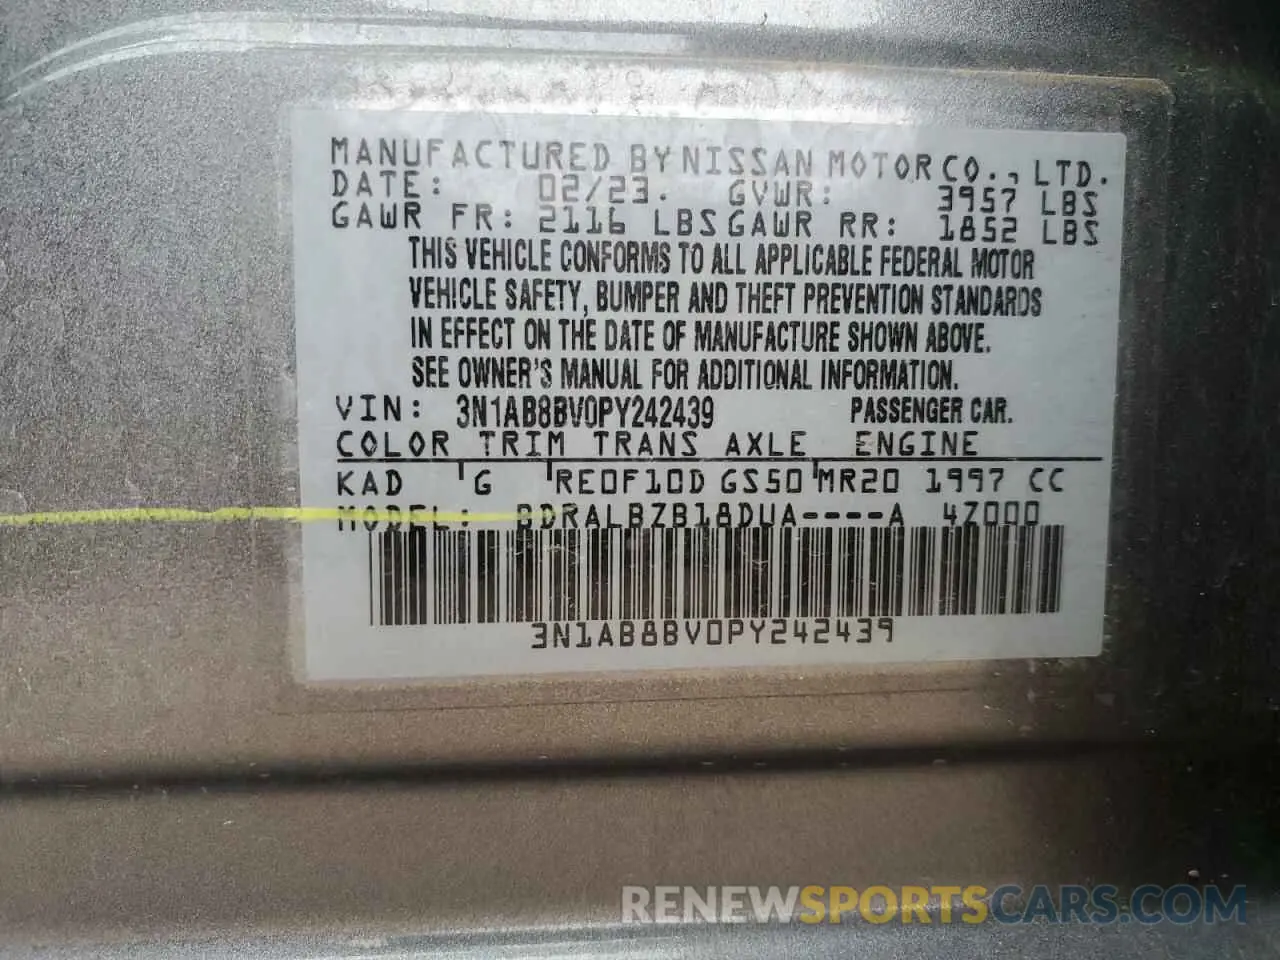 MANUFACTURED BY NISSAN MOTOR CO., LTD.
DATE: 02/23. GVWR: 3957 LBS
GAWR FR: 2116 LBS GAWR RR: 1852 LBS
THIS VEHICLE CONFORMS TO ALL APPLICABLE FEDERAL MOTOR
VEHICLE SAFETY, BUMPER AND THEFT PREVENTION STANDARDS
IN EFFECT ON THE DATE OF MANUFACTURE SHOWN ABOVE.
SEE OWNER'S MANUAL FOR ADDITIONAL INFORMATION.
VIN: 3N1AB8BV0PY242439 PASSENGER CAR.
COLOR TRIM TRANS AXLE ENGINE
KAD G RE0F10D GS50 MR20 1997 CC
MODEL: BDRALBZB18DUA----A 4Z000
3N1AB8BV0PY242439
RENEWSPORTSCARS.COM